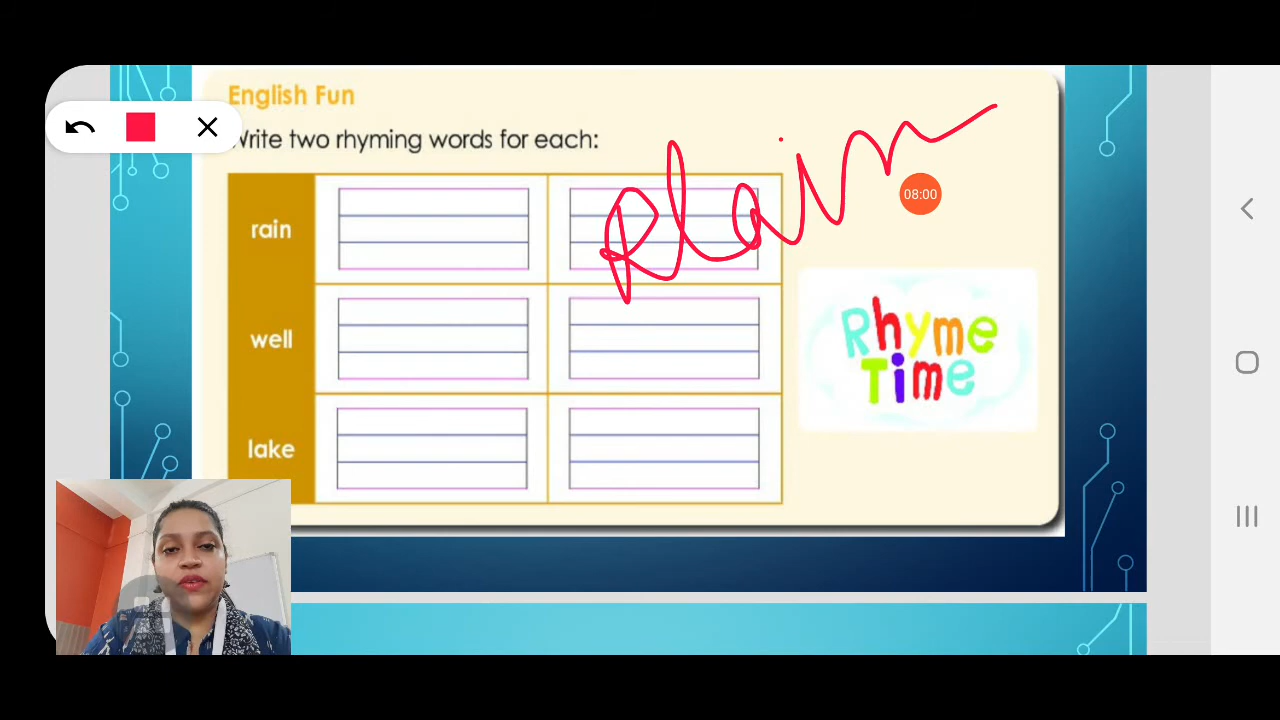 English Fun
Write two rhyming words for each:
rain
plain
08:00
well
Rhyme
Time
lake